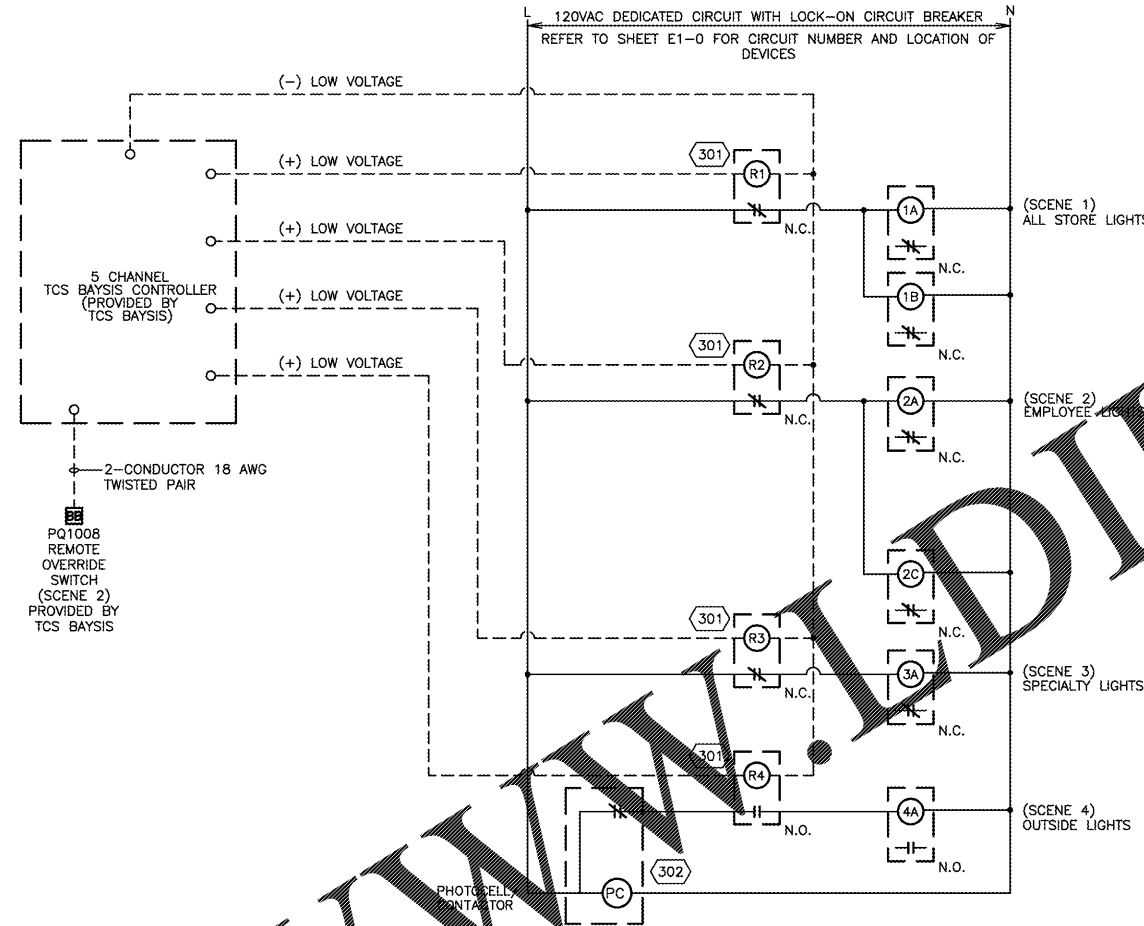 L
N
120VAC DEDICATED CIRCUIT WITH LOCK-ON CIRCUIT BREAKER
REFER TO SHEET E1-0 FOR CIRCUIT NUMBER AND LOCATION OF
DEVICES
(-) LOW VOLTAGE
(+) LOW VOLTAGE
(+) LOW VOLTAGE
(+) LOW VOLTAGE
(+) LOW VOLTAGE
5 CHANNEL
TCS BAYSIS CONTROLLER
(PROVIDED BY
TCS BAYSIS)
2-CONDUCTOR 18 AWG
TWISTED PAIR
PQ1008
REMOTE
OVERRIDE
SWITCH
(SCENE 2)
PROVIDED BY
TCS BAYSIS
301
R1
N.C.
1A
N.C.
(SCENE 1)
ALL STORE LIGHTS
1B
N.C.
301
R2
N.C.
2A
N.C.
(SCENE 2)
EMPLOYEE LIGHTS
2C
N.C.
301
R3
N.C.
3A
N.C.
(SCENE 3)
SPECIALTY LIGHTS
301
R4
N.O.
4A
N.O.
(SCENE 4)
OUTSIDE LIGHTS
302
PC
PHOTOCELL/
CONTACTOR
WWW.LDI